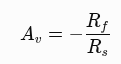 $A_v = -\frac{R_f}{R_s}$